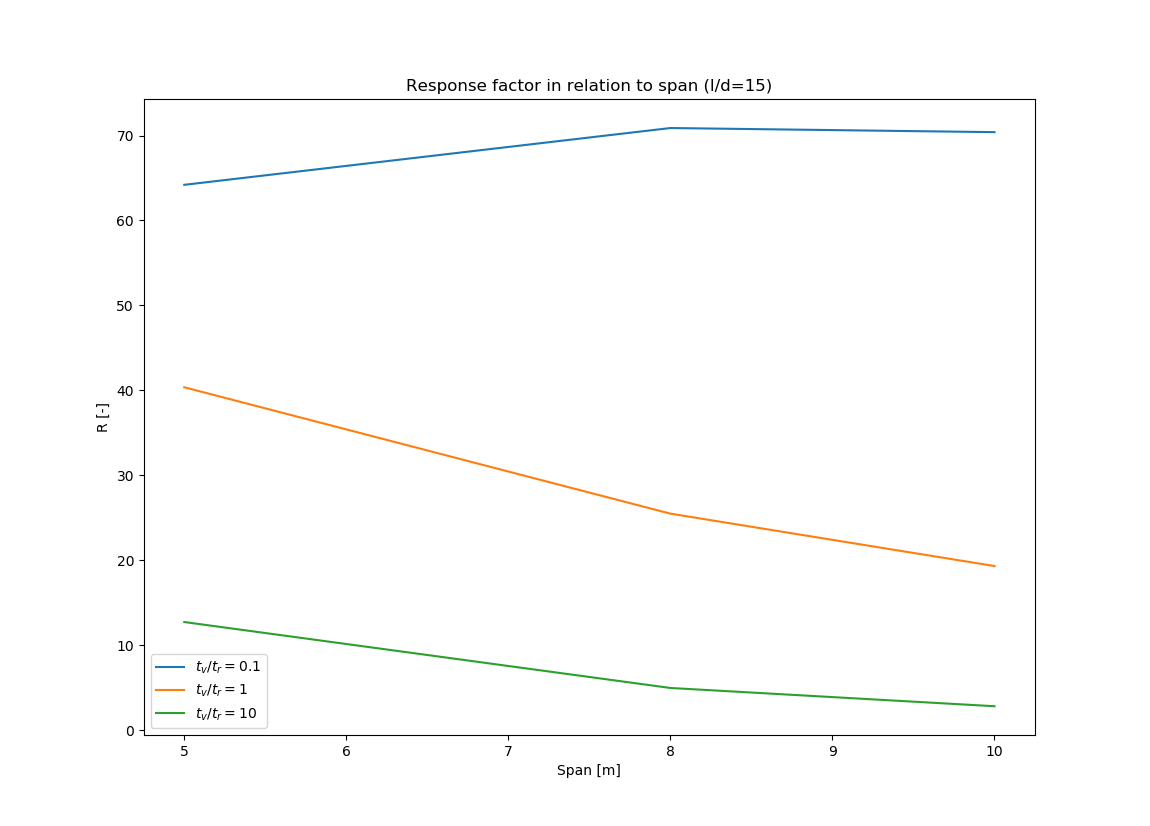 Response factor in relation to span (l/d=15)
R [-]
70
60
50
40
30
20
10
0
t_v/t_r = 0.1
t_v/t_r = 1
t_v/t_r = 10
5 6 7 8 9 10
Span [m]